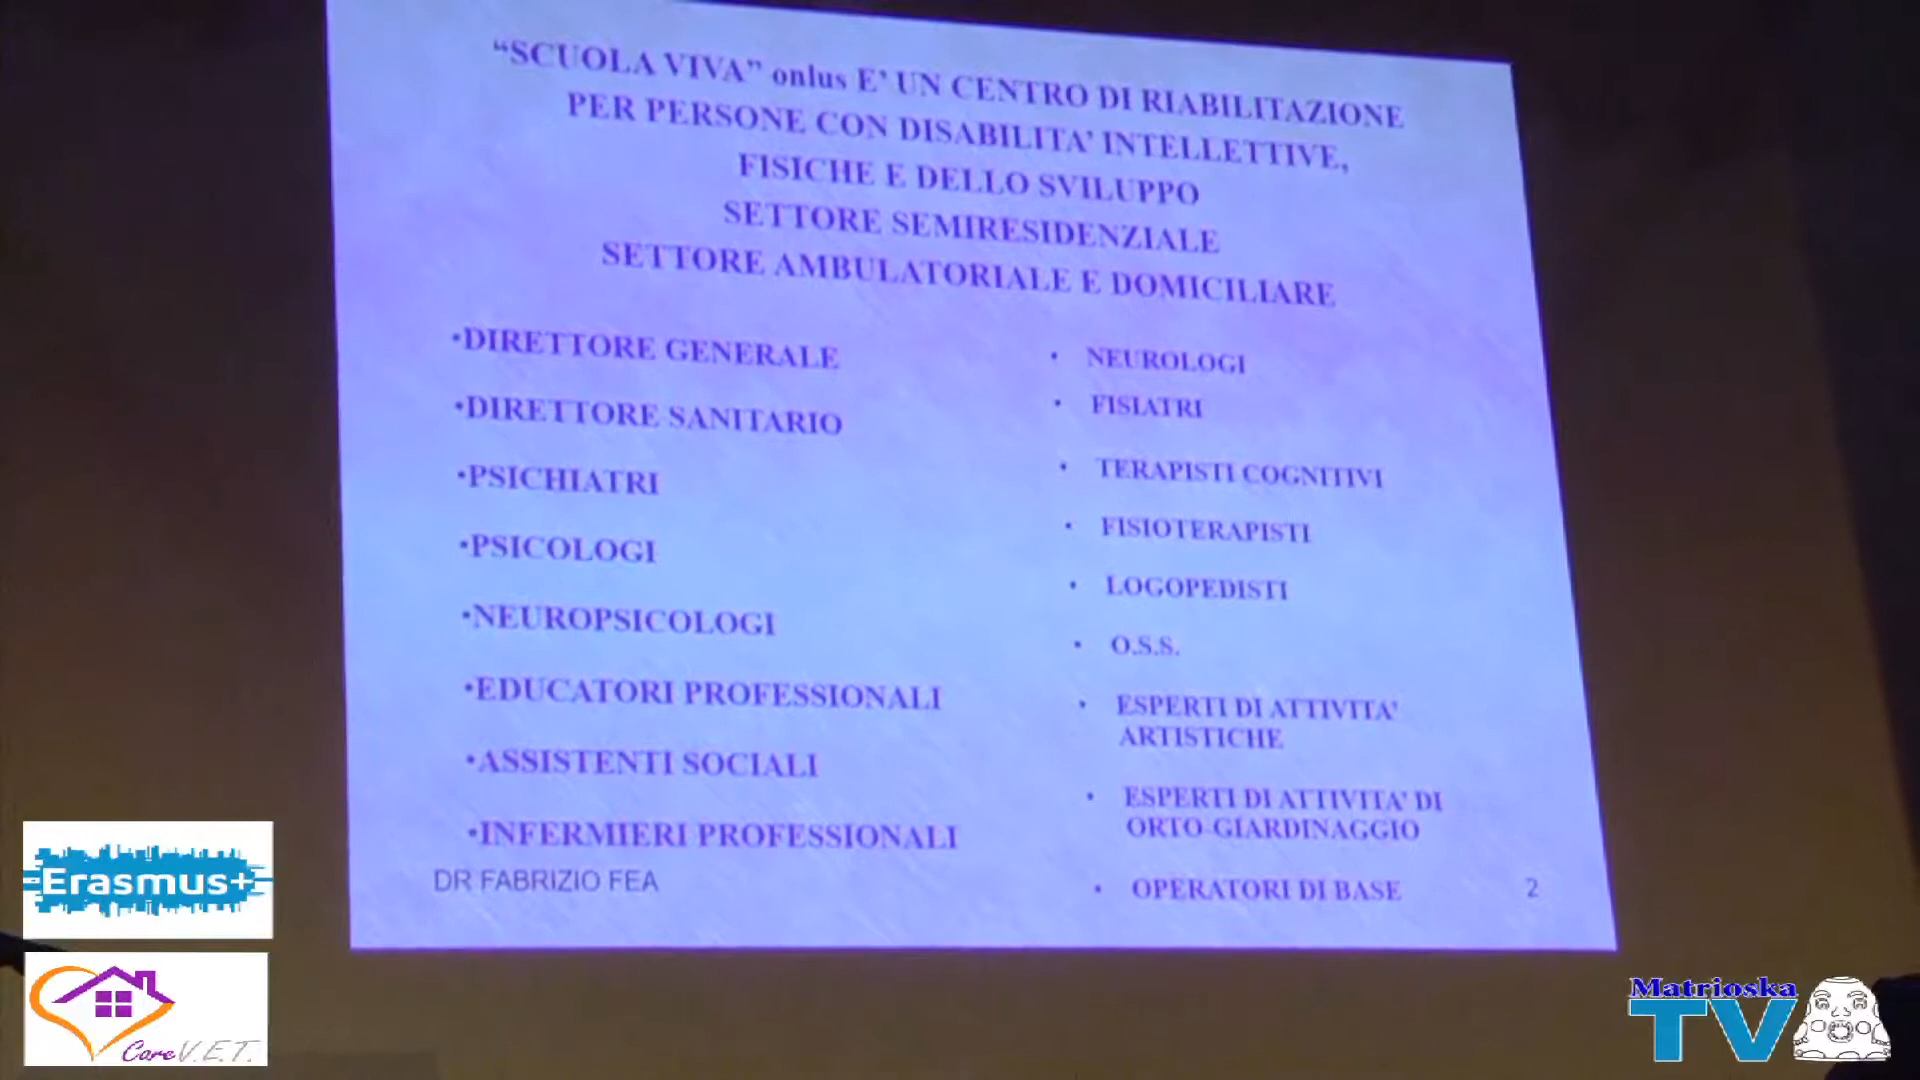 “SCUOLA VIVA” onlus E’ UN CENTRO DI RIABILITAZIONE
PER PERSONE CON DISABILITA’ INTELLETTIVE,
FISICHE E DELLO SVILUPPO
SETTORE SEMIRESIDENZIALE
SETTORE AMBULATORIALE E DOMICILIARE
•DIRETTORE GENERALE
•DIRETTORE SANITARIO
•PSICHIATRI
•PSICOLOGI
•NEUROPSICOLOGI
•EDUCATORI PROFESSIONALI
•ASSISTENTI SOCIALI
•INFERMIERI PROFESSIONALI
• NEUROLOGI
• FISIATRI
• TERAPISTI COGNITIVI
• FISIOTERAPISTI
• LOGOPEDISTI
• O.S.S.
• ESPERTI DI ATTIVITA’
ARTISTICHE
• ESPERTI DI ATTIVITA’ DI
ORTO-GIARDINAGGIO
• OPERATORI DI BASE
DR FABRIZIO FEA
2
Erasmus+
Care V.E.T.
Matrioska
TV